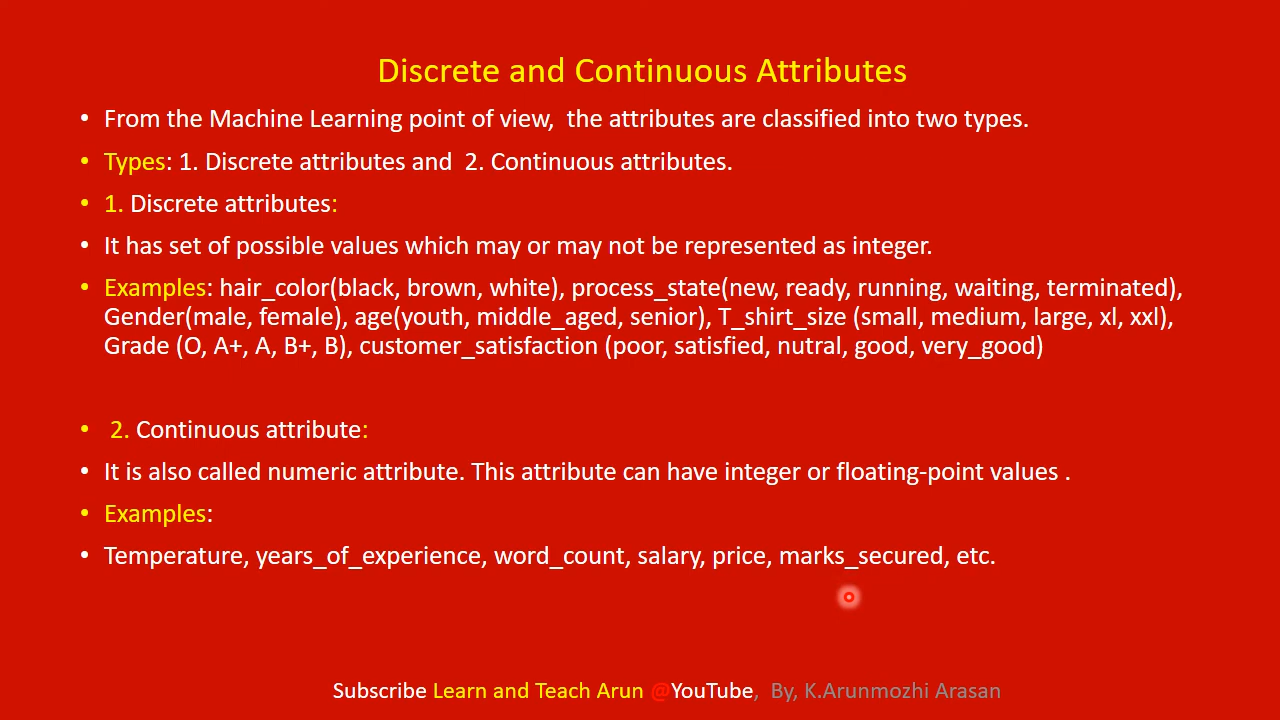 Discrete and Continuous Attributes
• From the Machine Learning point of view,  the attributes are classified into two types.
• Types: 1. Discrete attributes and  2. Continuous attributes.
• 1. Discrete attributes:
• It has set of possible values which may or may not be represented as integer.
• Examples: hair_color(black, brown, white), process_state(new, ready, running, waiting, terminated),
Gender(male, female), age(youth, middle_aged, senior), T_shirt_size (small, medium, large, xl, xxl),
Grade (O, A+, A, B+, B), customer_satisfaction (poor, satisfied, nutral, good, very_good)
• 2. Continuous attribute:
• It is also called numeric attribute. This attribute can have integer or floating-point values .
• Examples:
• Temperature, years_of_experience, word_count, salary, price, marks_secured, etc.
Subscribe Learn and Teach Arun @YouTube,  By, K.Arunmozhi Arasan